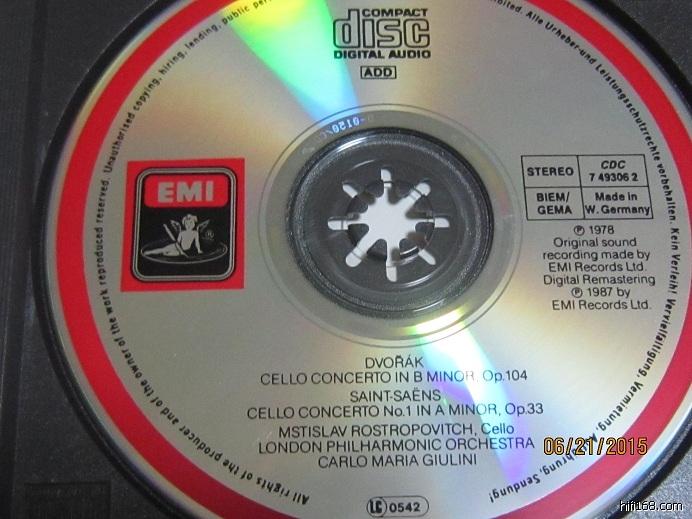 COMPACT
disc
DIGITAL AUDIO
ADD
EMI
STEREO
CDC
7 49306 2
BIEM/
GEMA
Made in
W. Germany
℗ 1978
Original sound
recording made by
EMI Records Ltd.
Digital Remastering
℗ 1987 by
EMI Records Ltd.
DVOŘÁK
CELLO CONCERTO IN B MINOR, Op.104
SAINT-SAËNS
CELLO CONCERTO No.1 IN A MINOR, Op.33
MSTISLAV ROSTROPOVITCH, Cello
LONDON PHILHARMONIC ORCHESTRA
CARLO MARIA GIULINI
LC 0542
All rights of the producer and of the owner of the work reproduced reserved. Unauthorised copying, hiring, lending, public
Alle Urheber-und Leistungsschutzrechte vorbehalten. Kein Verleih! Vervielfaltigung, Vermietung, Sendung!
06/21/2015
hifi168.com